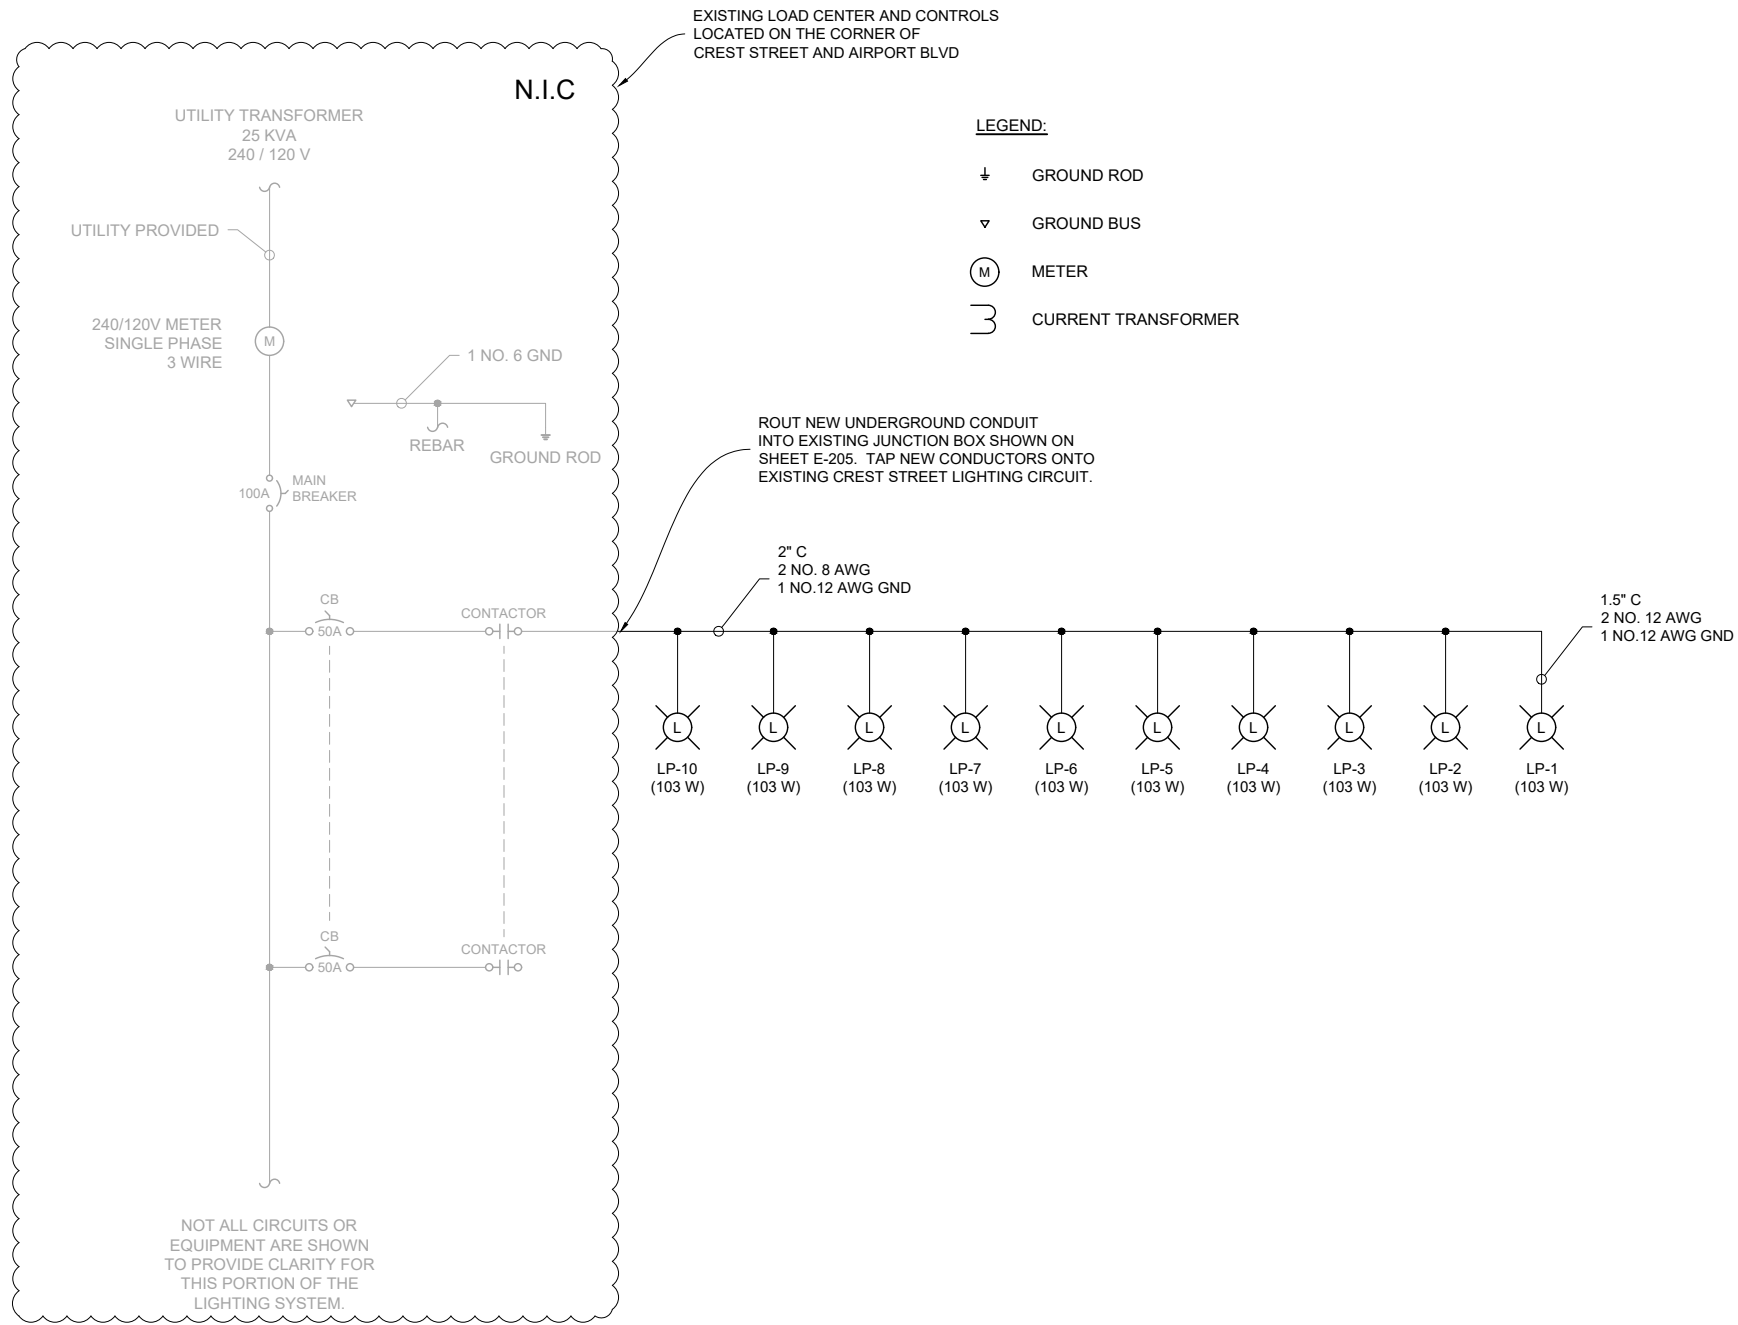 EXISTING LOAD CENTER AND CONTROLS
LOCATED ON THE CORNER OF
CREST STREET AND AIRPORT BLVD
N.I.C
UTILITY TRANSFORMER
25 KVA
240 / 120 V
UTILITY PROVIDED
240/120V METER
SINGLE PHASE
3 WIRE
M
1 NO. 6 GND
REBAR
GROUND ROD
100A
MAIN
BREAKER
CB
50A
CONTACTOR
CB
50A
CONTACTOR
NOT ALL CIRCUITS OR
EQUIPMENT ARE SHOWN
TO PROVIDE CLARITY FOR
THIS PORTION OF THE
LIGHTING SYSTEM.
LEGEND:
GROUND ROD
GROUND BUS
M METER
CURRENT TRANSFORMER
ROUT NEW UNDERGROUND CONDUIT
INTO EXISTING JUNCTION BOX SHOWN ON
SHEET E-205. TAP NEW CONDUCTORS ONTO
EXISTING CREST STREET LIGHTING CIRCUIT.
2" C
2 NO. 8 AWG
1 NO.12 AWG GND
1.5" C
2 NO. 12 AWG
1 NO.12 AWG GND
L L L L L L L L L L
LP-10 LP-9 LP-8 LP-7 LP-6 LP-5 LP-4 LP-3 LP-2 LP-1
(103 W) (103 W) (103 W) (103 W) (103 W) (103 W) (103 W) (103 W) (103 W) (103 W)